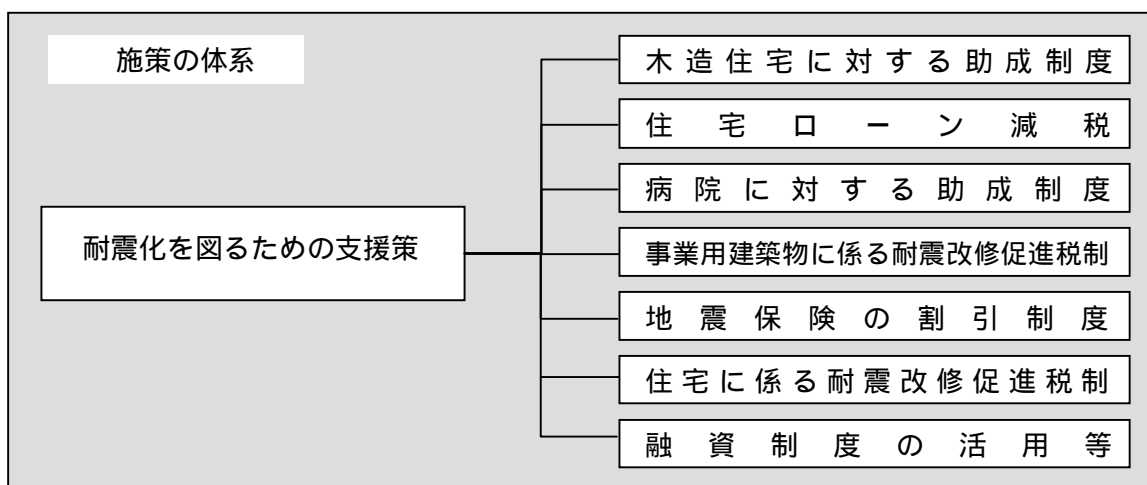 施策の体系
耐震化を図るための支援策
木造住宅に対する助成制度
住宅ローン減税
病院に対する助成制度
事業用建築物に係る耐震改修促進税制
地震保険の割引制度
住宅に係る耐震改修促進税制
融資制度の活用等